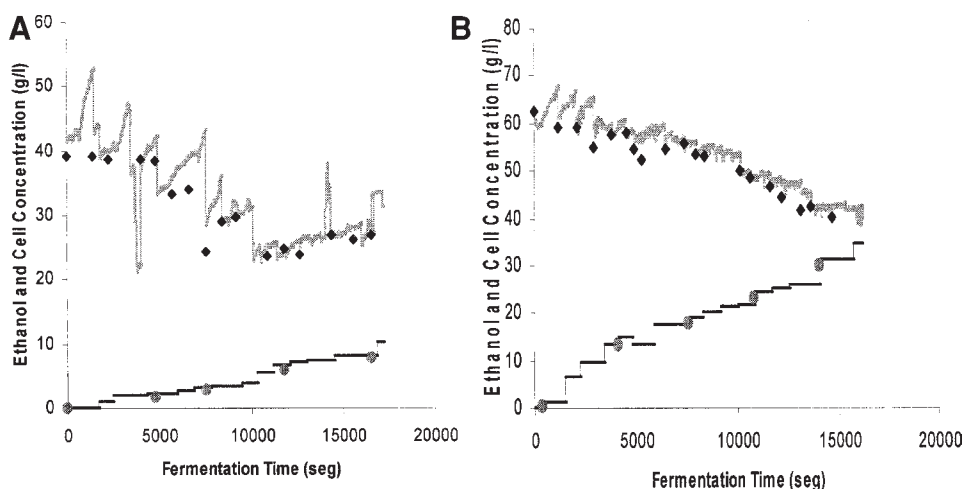 A
Ethanol and Cell Concentration (g/l)
60
50
40
30
20
10
0
0 5000 10000 15000 20000
Fermentation Time (seg)
B
Ethanol and Cell Concentration (g/l)
80
70
60
50
40
30
20
10
0
0 5000 10000 15000 20000
Fermentation Time (seg)